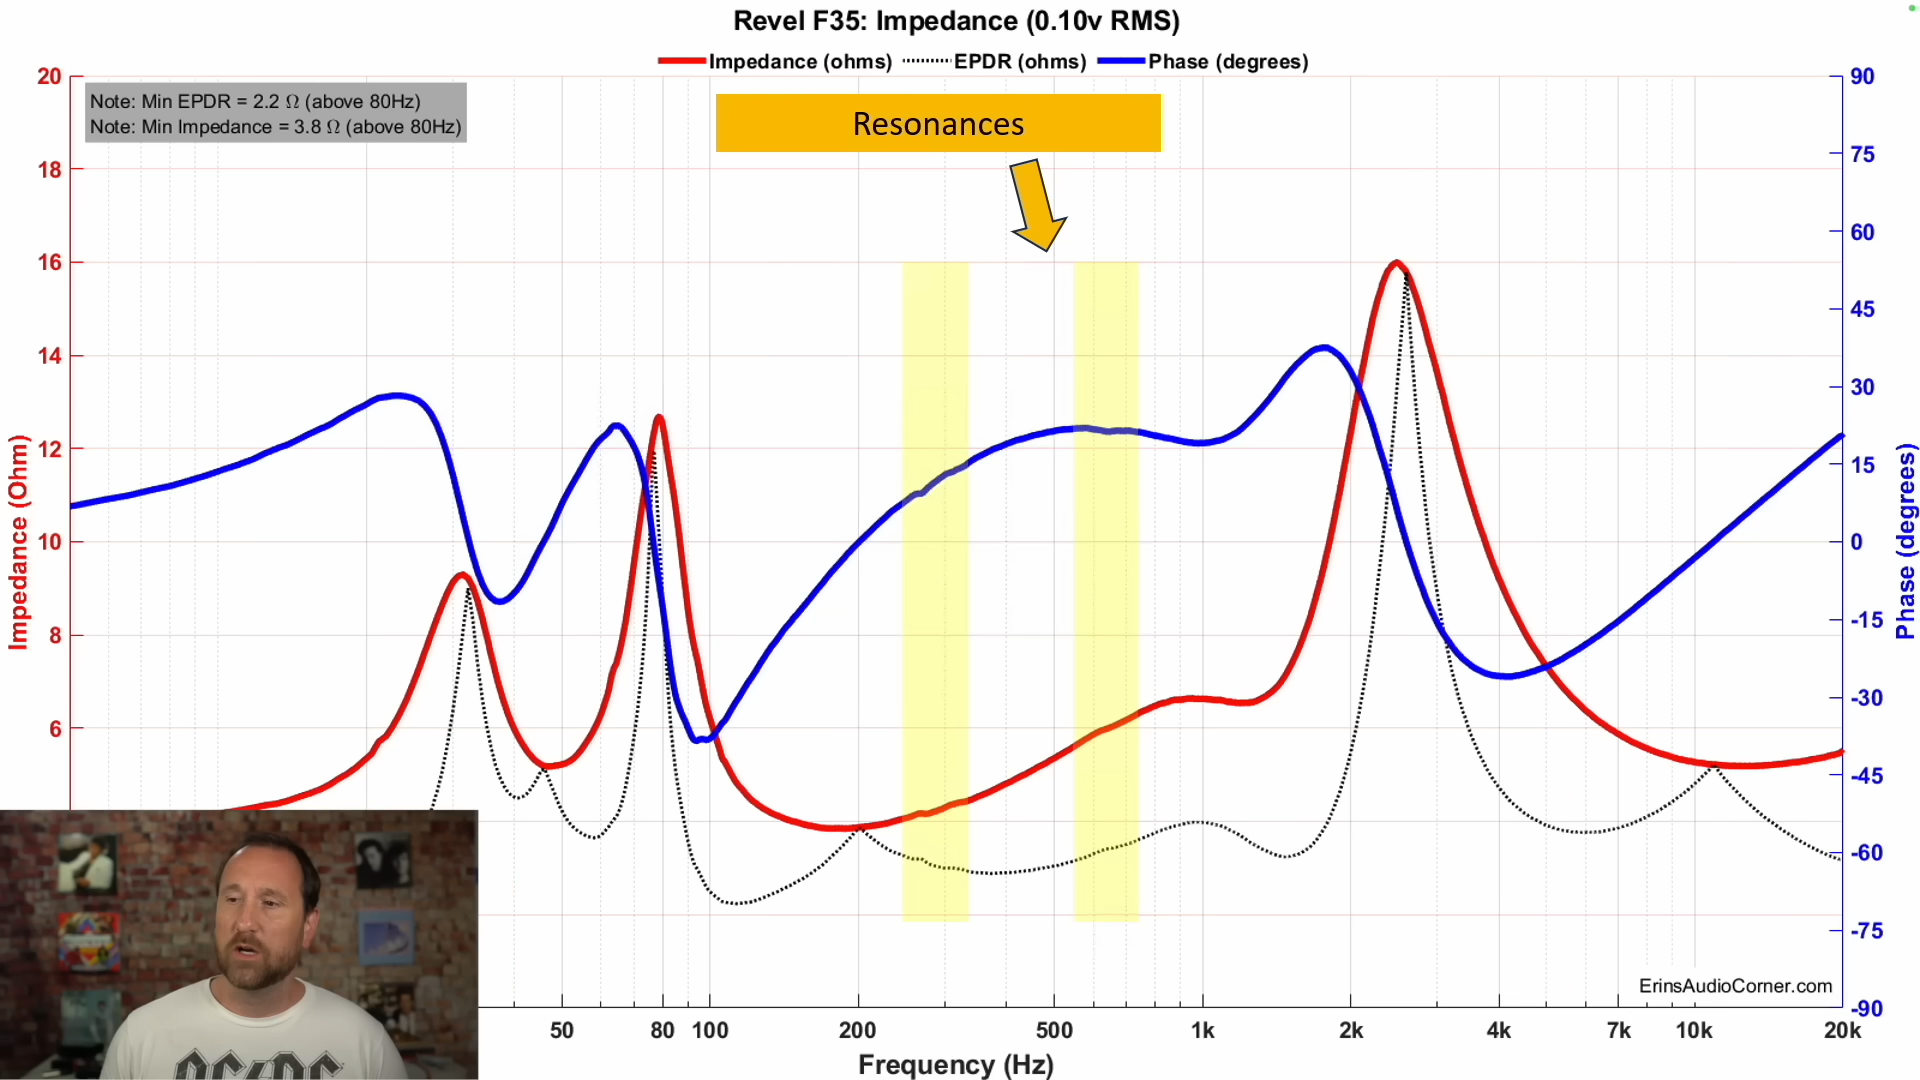 Revel F35: Impedance (0.10v RMS)
Impedance (ohms) EPDR (ohms) Phase (degrees)
Note: Min EPDR = 2.2 Ω (above 80Hz)
Note: Min Impedance = 3.8 Ω (above 80Hz)
Resonances
20
18
16
14
12
10
8
6
Impedance (Ohm)
90
75
60
45
30
15
0
-15
-30
-45
-60
-75
-90
Phase (degrees)
ErinsAudioCorner.com
50 80 100 200 500 1k 2k 4k 7k 10k 20k
Frequency (Hz)
AC/DC